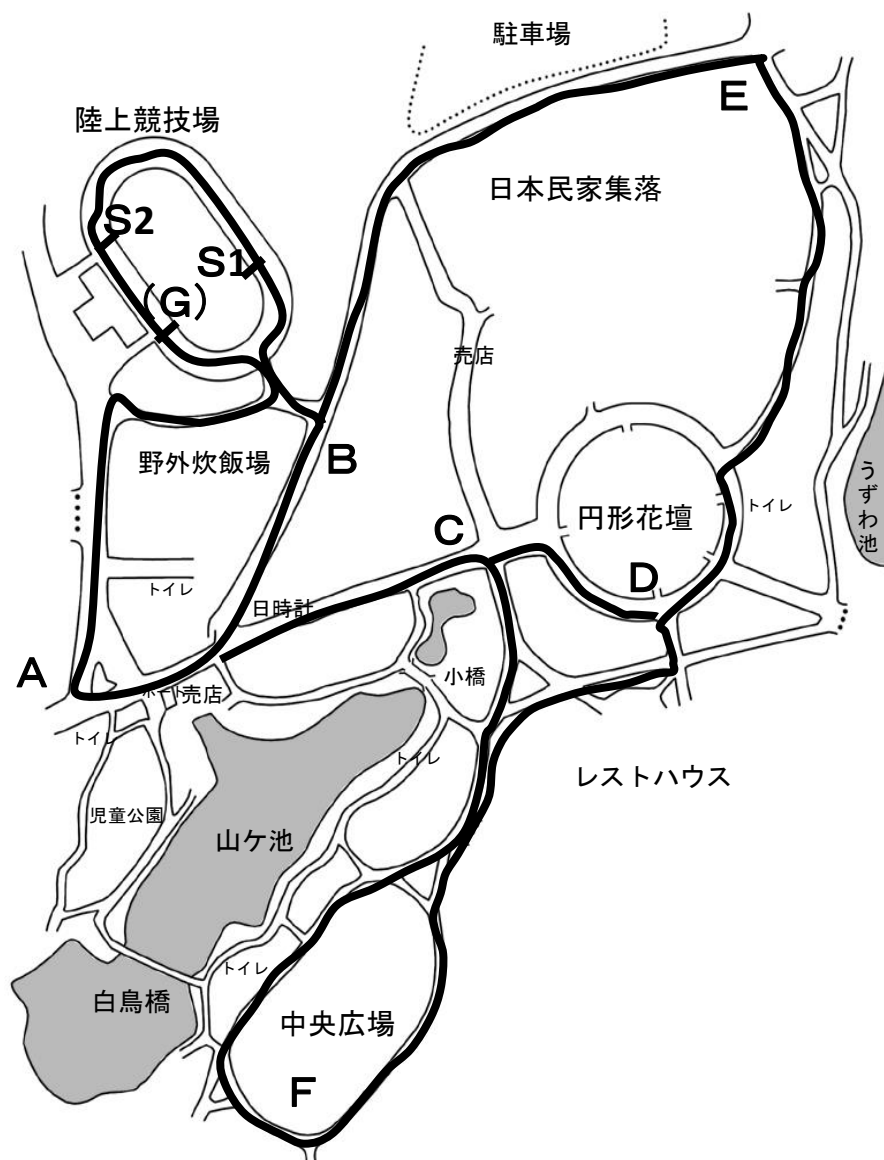 駐車場
E
陸上競技場
日本民家集落
S2
S1
(G)
売店
B
野外炊飯場
うずわ池
C
円形花壇
トイレ
D
トイレ
日時計
A
小橋
ボート
売店
トイレ
トイレ
レストハウス
児童公園
山ケ池
トイレ
白鳥橋
中央広場
F